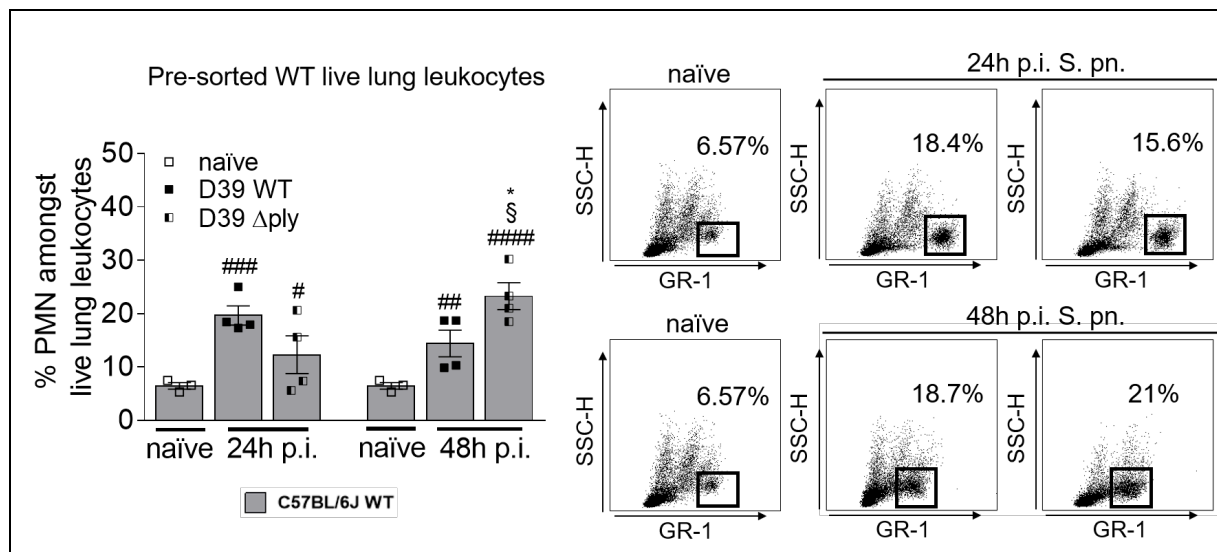 Pre-sorted WT live lung leukocytes
% PMN amongst
live lung leukocytes
50
40
30
20
10
0
naïve
D39 WT
D39 Δply
###
#
##
*
§
####
naïve 24h p.i. naïve 48h p.i.
C57BL/6J WT
naïve
24h p.i. S. pn.
SSC-H
6.57%
GR-1
SSC-H
18.4%
GR-1
SSC-H
15.6%
GR-1
naïve
48h p.i. S. pn.
SSC-H
6.57%
GR-1
SSC-H
18.7%
GR-1
SSC-H
21%
GR-1